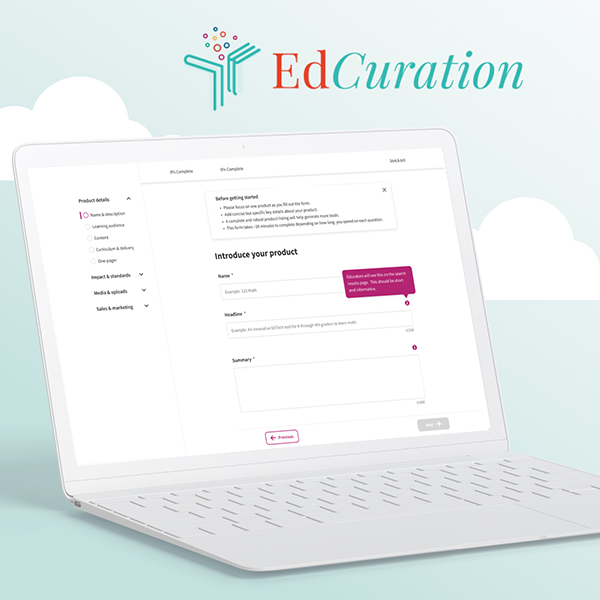 EdCuration
0% Complete
0% Complete
Save & exit
Product details
Name & description
Learning audience
Content
Curriculum & delivery
One-pager
Impact & standards
Media & uploads
Sales & marketing
Before getting started
• Please focus on one product as you fill out the form.
• Add concise but specific key details about your product.
• A complete and robust product listing will help generate more leads.
• This form takes ~20 minutes to complete depending on how long you spend on each question.
Introduce your product
Name *
Example: 123 Math
Educators will see this on the search
results page. This should be short
and informative.
Headline *
Example: An innovative EdTech tool for K through 4th graders to learn math
Summary *
Previous
Next